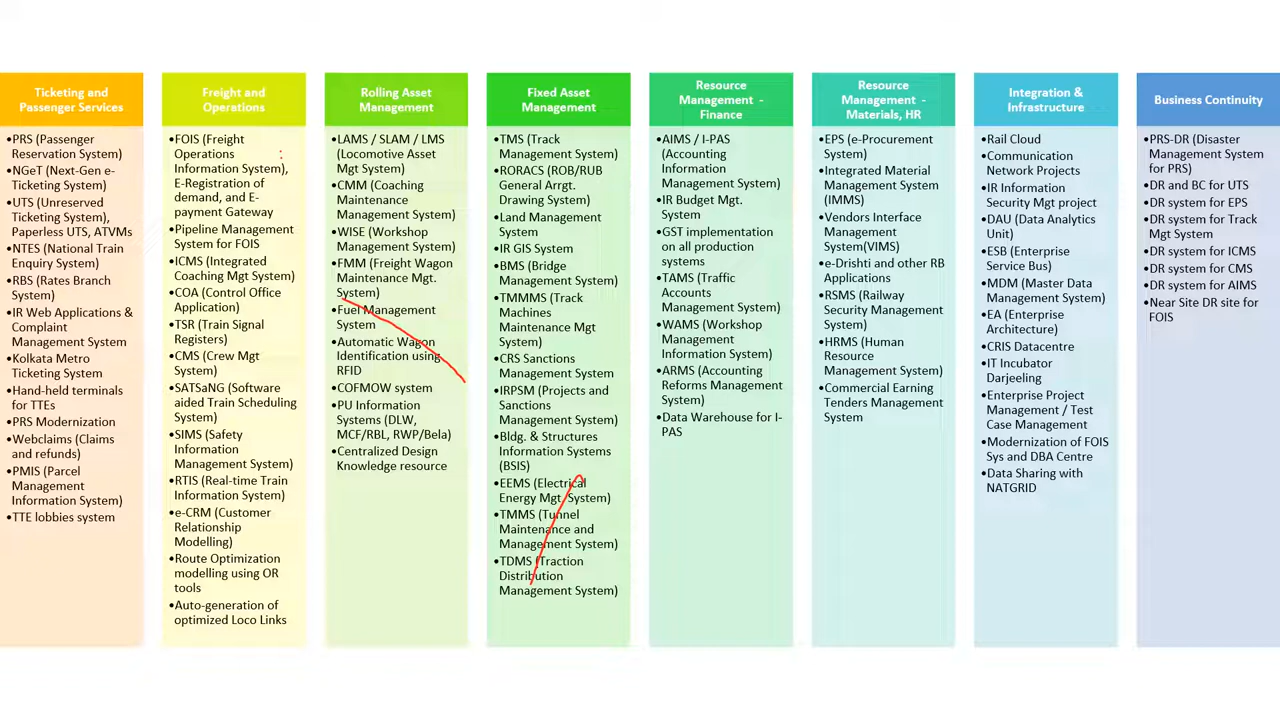 Ticketing and
Passenger Services
•PRS (Passenger
Reservation System)
•NGeT (Next-Gen e-
Ticketing System)
•UTS (Unreserved
Ticketing System),
Paperless UTS, ATVMs
•NTES (National Train
Enquiry System)
•RBS (Rates Branch
System)
•IR Web Applications &
Complaint
Management System
•Kolkata Metro
Ticketing System
•Hand-held terminals
for TTEs
•PRS Modernization
•Webclaims (Claims
and refunds)
•PMIS (Parcel
Management
Information System)
•TTE lobbies system
Freight and
Operations
•FOIS (Freight
Operations
Information System),
E-Registration of
demand, and E-
payment Gateway
•Pipeline Management
System for FOIS
•ICMS (Integrated
Coaching Mgt System)
•COA (Control Office
Application)
•TSR (Train Signal
Registers)
•CMS (Crew Mgt
System)
•SATSaNG (Software
aided Train Scheduling
System)
•SIMS (Safety
Information
Management System)
•RTIS (Real-time Train
Information System)
•e-CRM (Customer
Relationship
Modelling)
•Route Optimization
modelling using OR
tools
•Auto-generation of
optimized Loco Links
Rolling Asset
Management
•LAMS / SLAM / LMS
(Locomotive Asset
Mgt System)
•CMM (Coaching
Maintenance
Management System)
•WISE (Workshop
Management System)
•FMM (Freight Wagon
Maintenance Mgt.
System)
•Fuel Management
System
•Automatic Wagon
Identification using
RFID
•COFMOW system
•PU Information
Systems (DLW,
MCF/RBL, RWP/Bela)
•Centralized Design
Knowledge resource
Fixed Asset
Management
•TMS (Track
Management System)
•RORACS (ROB/RUB
General Arrgt.
Drawing System)
•Land Management
System
•IR GIS System
•BMS (Bridge
Management System)
•TMMMS (Track
Machines
Maintenance Mgt
System)
•CRS Sanctions
Management System
•IRPSM (Projects and
Sanctions
Management System)
•Bldg. & Structures
Information Systems
(BSIS)
•EEMS (Electrical
Energy Mgt. System)
•TMMS (Tunnel
Maintenance and
Management System)
•TDMS (Traction
Distribution
Management System)
Resource
Management -
Finance
•AIMS / I-PAS
(Accounting
Information
Management System)
•IR Budget Mgt.
System
•GST implementation
on all production
systems
•TAMS (Traffic
Accounts
Management System)
•WAMS (Workshop
Management
Information System)
•ARMS (Accounting
Reforms Management
System)
•Data Warehouse for I-
PAS
Resource
Management -
Materials, HR
•EPS (e-Procurement
System)
•Integrated Material
Management System
(IMMS)
•Vendors Interface
Management
System(VIMS)
•e-Drishti and other RB
Applications
•RSMS (Railway
Security Management
System)
•HRMS (Human
Resource
Management System)
•Commercial Earning
Tenders Management
System
Integration &
Infrastructure
•Rail Cloud
•Communication
Network Projects
•IR Information
Security Mgt project
•DAU (Data Analytics
Unit)
•ESB (Enterprise
Service Bus)
•MDM (Master Data
Management System)
•EA (Enterprise
Architecture)
•CRIS Datacentre
•IT Incubator
Darjeeling
•Enterprise Project
Management / Test
Case Management
•Modernization of FOIS
Sys and DBA Centre
•Data Sharing with
NATGRID
Business Continuity
•PRS-DR (Disaster
Management System
for PRS)
•DR and BC for UTS
•DR system for EPS
•DR system for Track
Mgt System
•DR system for ICMS
•DR system for CMS
•DR system for AIMS
•Near Site DR site for
FOIS